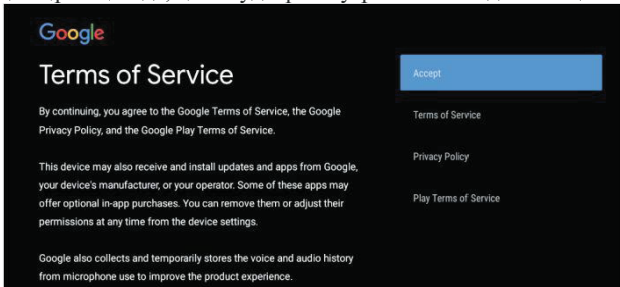 Google
Terms of Service
By continuing, you agree to the Google Terms of Service, the Google
Privacy Policy, and the Google Play Terms of Service.
This device may also receive and install updates and apps from Google,
your device's manufacturer, or your operator. Some of these apps may
offer optional in-app purchases. You can remove them or adjust their
permissions at any time from the device settings.
Google also collects and temporarily stores the voice and audio history
from microphone use to improve the product experience.
Accept
Terms of Service
Privacy Policy
Play Terms of Service